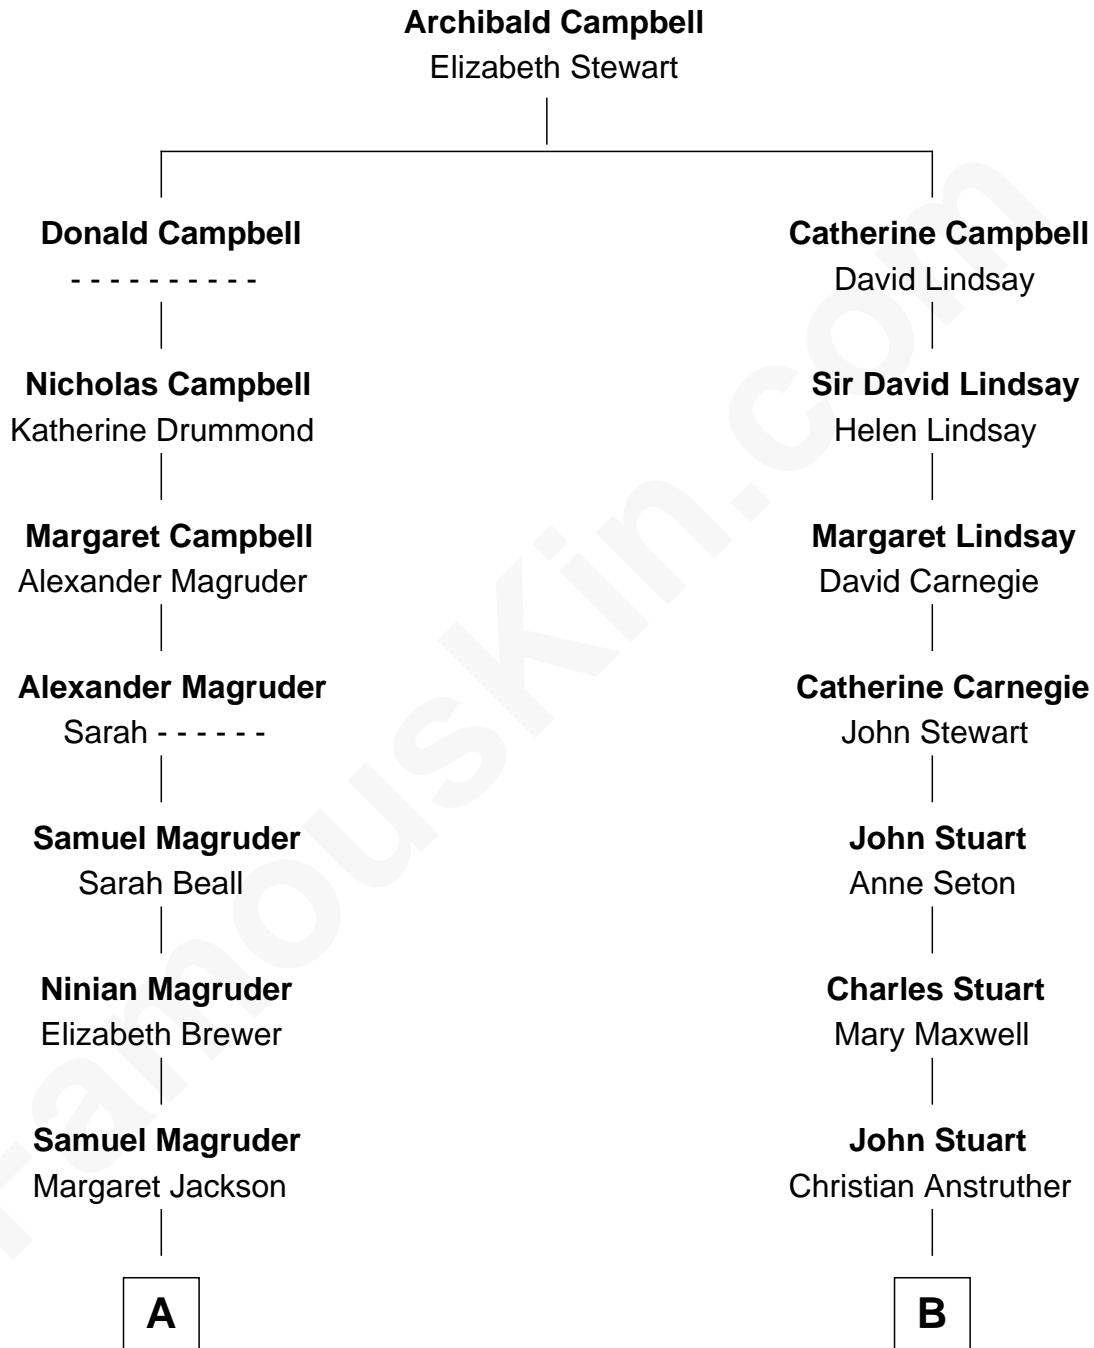 Archibald Campbell
Elizabeth Stewart
Donald Campbell
- - - - - - - - - -
Catherine Campbell
David Lindsay
Nicholas Campbell
Katherine Drummond
Sir David Lindsay
Helen Lindsay
Margaret Campbell
Alexander Magruder
Margaret Lindsay
David Carnegie
Alexander Magruder
Sarah - - - - - -
Catherine Carnegie
John Stewart
Samuel Magruder
Sarah Beall
John Stuart
Anne Seton
Ninian Magruder
Elizabeth Brewer
Charles Stuart
Mary Maxwell
Samuel Magruder
Margaret Jackson
John Stuart
Christian Anstruther
A
B
FamousKin.com